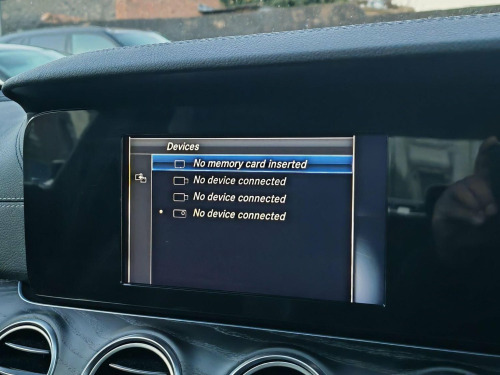 Devices
No memory card inserted
No device connected
No device connected
No device connected